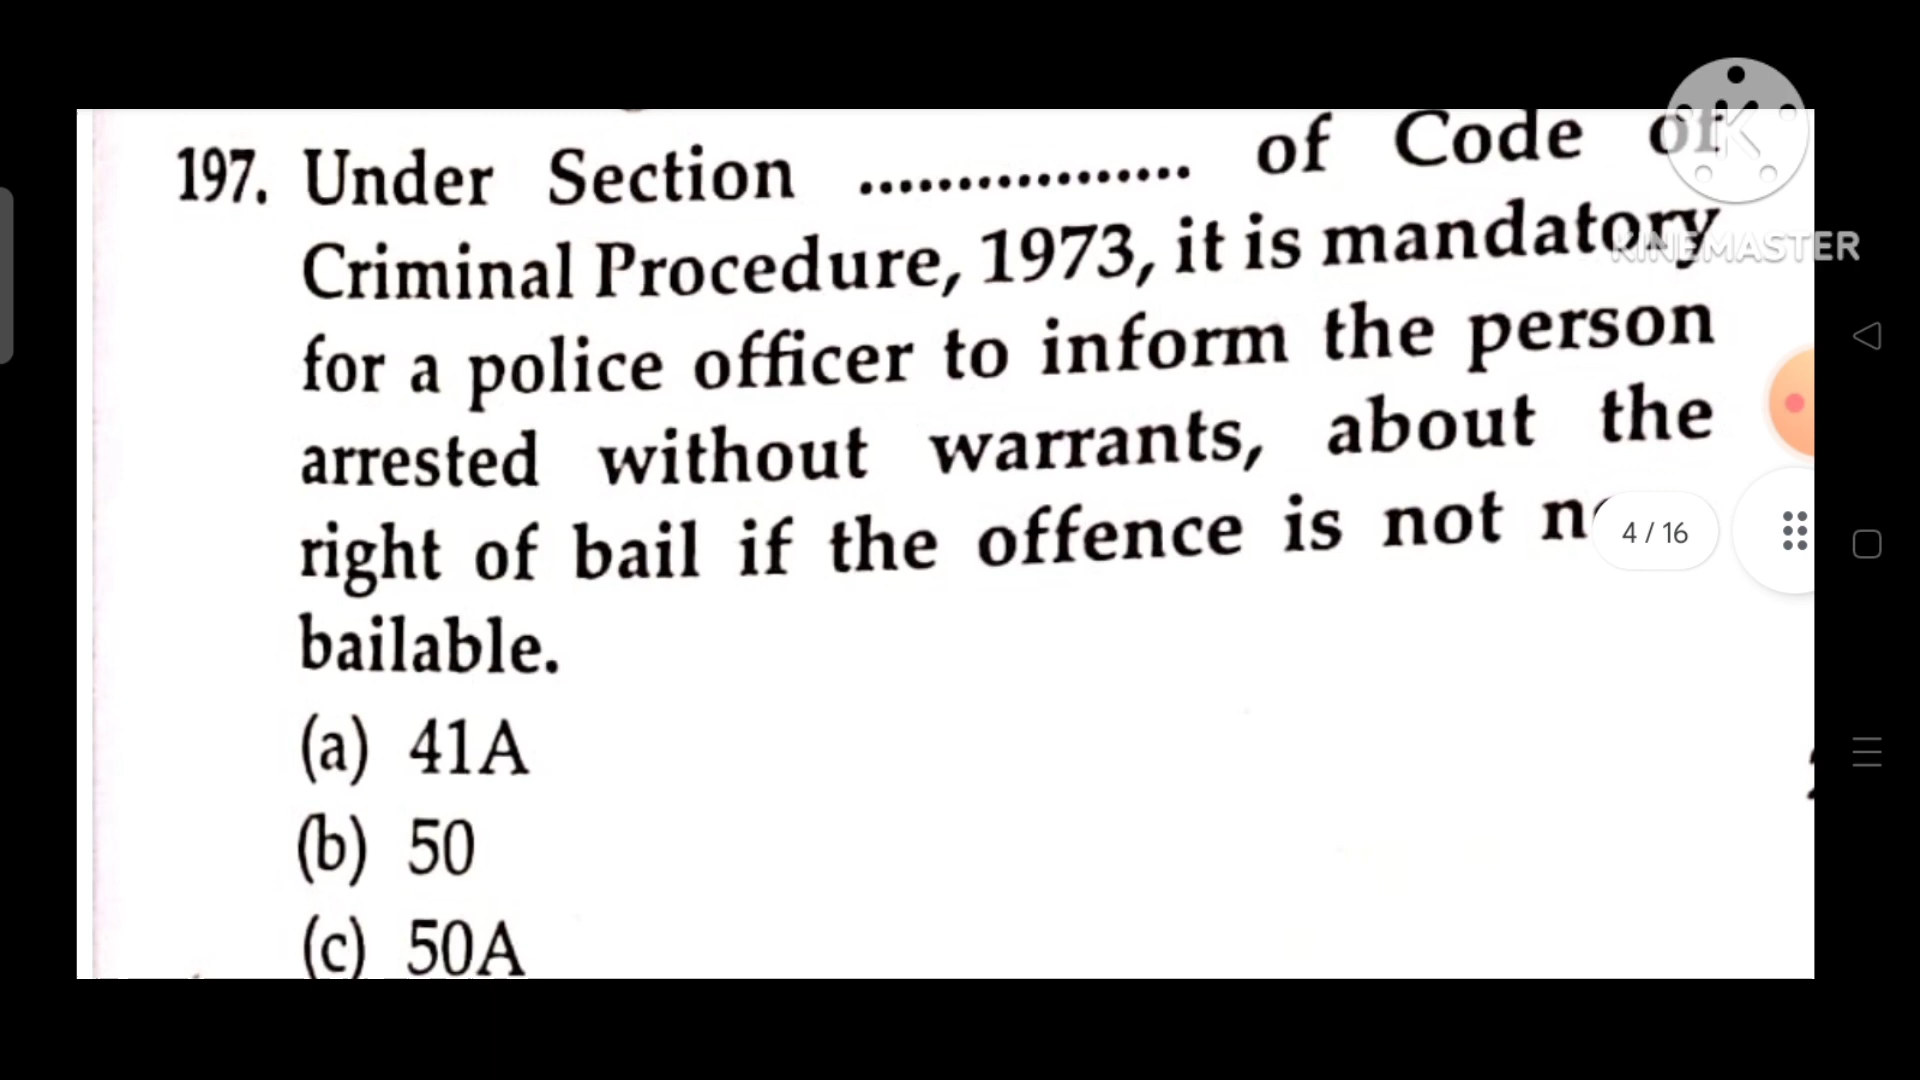 197. Under Section ................. of Code of
Criminal Procedure, 1973, it is mandatory
for a police officer to inform the person
arrested without warrants, about the
right of bail if the offence is not
bailable.
(a) 41A
(b) 50
(c) 50A
4 / 16
K
KINEMASTER